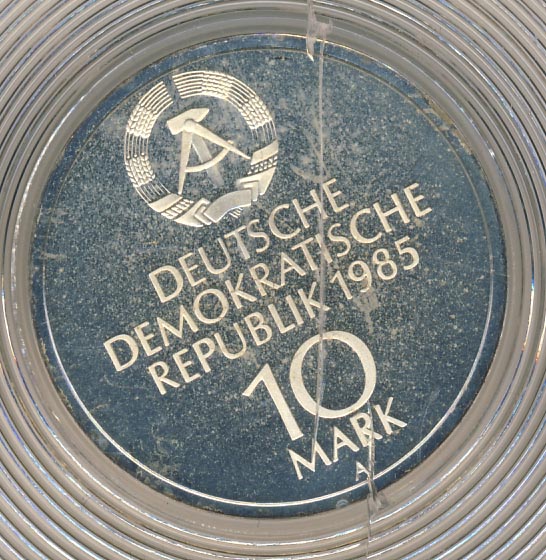 DEUTSCHE
DEMOKRATISCHE
REPUBLIK 1985
10
MARK
A